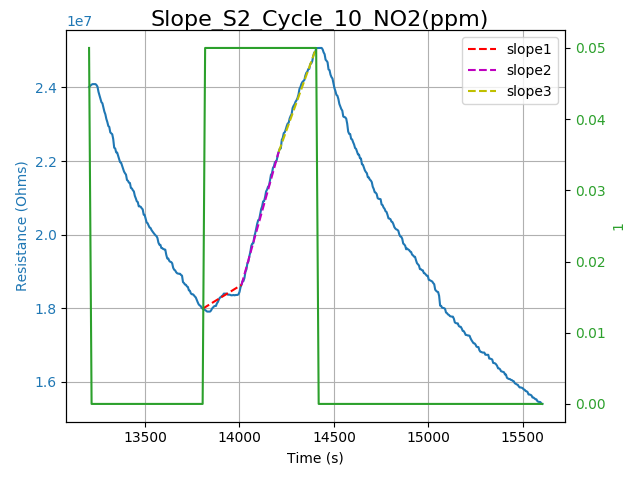 Slope_S2_Cycle_10_NO2(ppm)
1e7
slope1
slope2
slope3
2.4
2.2
2.0
1.8
1.6
Resistance (Ohms)
0.05
0.04
0.03
0.02
0.01
0.00
1
13500 14000 14500 15000 15500
Time (s)